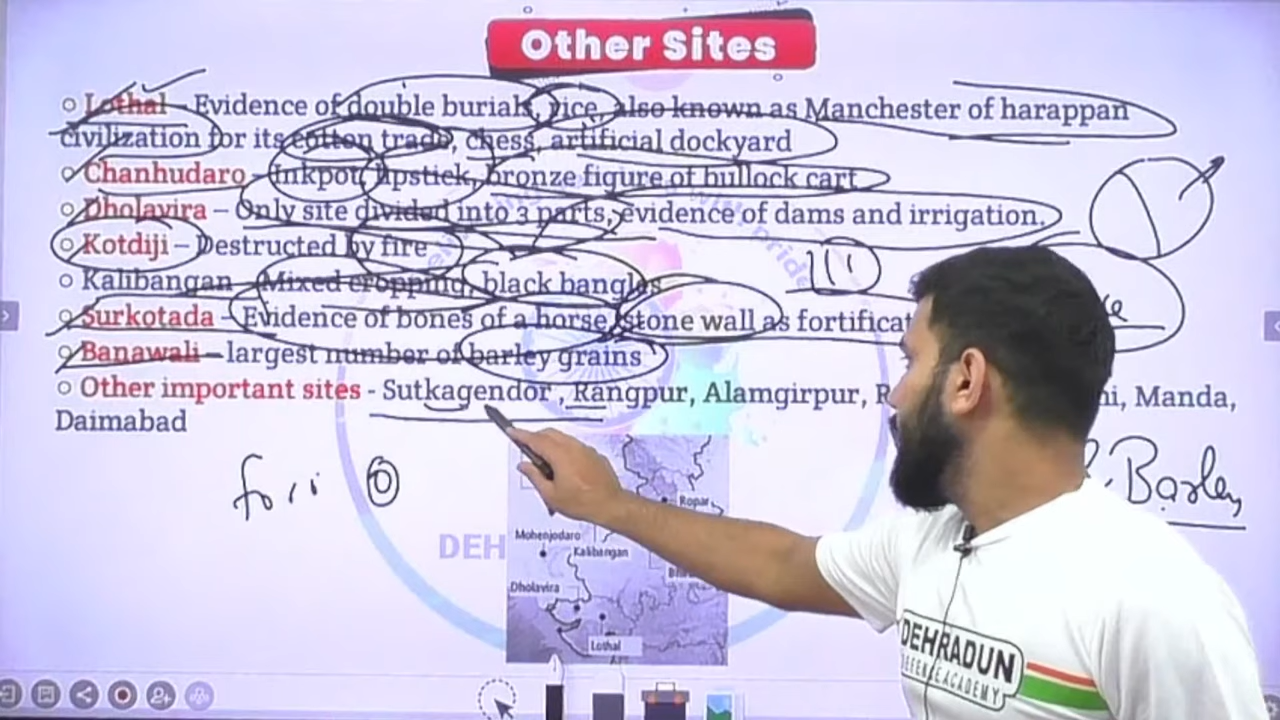 Other Sites
○ Lothal – Evidence of double burials, rice, also known as Manchester of harappan
civilization for its cotton trade, chess, artificial dockyard
○ Chanhudaro – Inkpot, lipstick, bronze figure of bullock cart
○ Dholavira – Only site divided into 3 parts, evidence of dams and irrigation.
○ Kotdiji – Destructed by fire
○ Kalibangan – Mixed cropping, black bangles
○ Surkotada – Evidence of bones of a horse, stone wall as fortificat
○ Banawali – largest number of barley grains
○ Other important sites - Sutkagendor , Rangpur, Alamgirpur, R hi, Manda,
Daimabad
Barley
Ropar
DEH
Mohenjodaro
Kalibangan
Dholavira
Lothal
DEHRADUN
DEFENCE ACADEMY